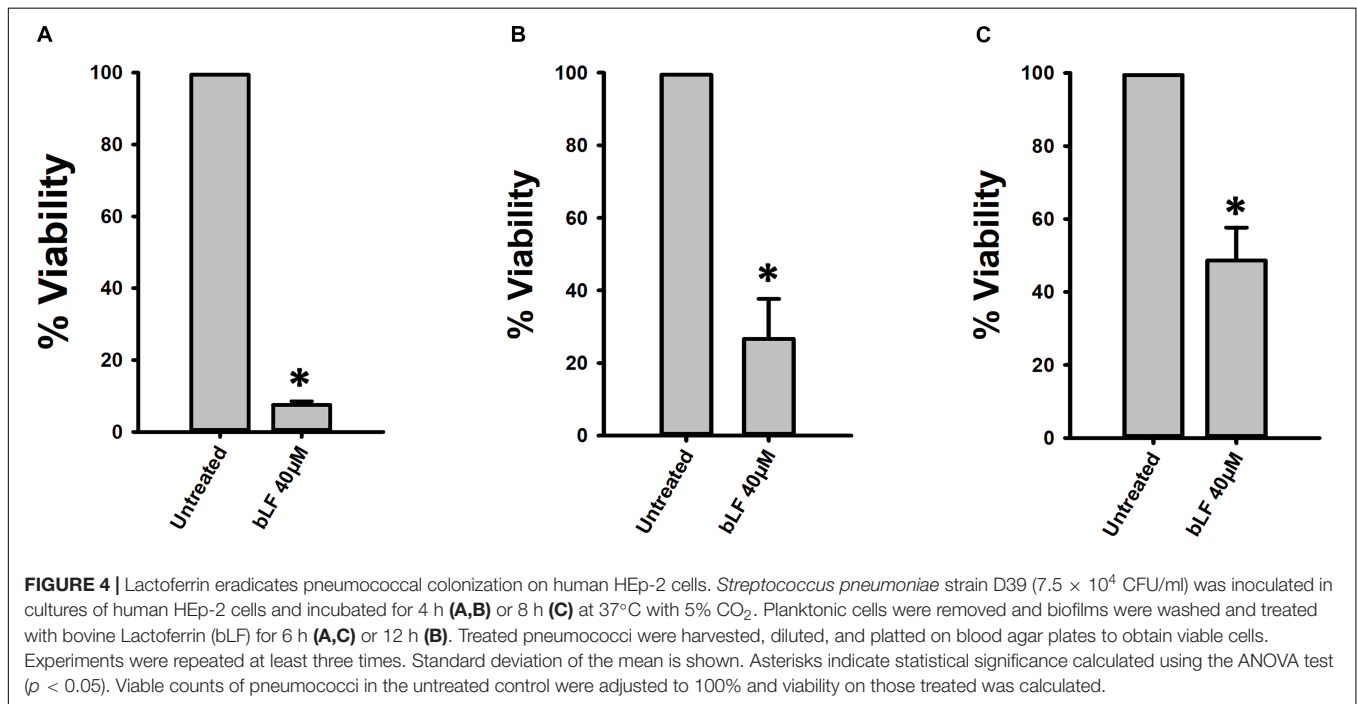 A
B
C
% Viability
100
80
60
40
20
0
*
Untreated
bLF 40µM
% Viability
100
80
60
40
20
0
*
Untreated
bLF 40µM
% Viability
100
80
60
40
20
0
*
Untreated
bLF 40µM
FIGURE 4 | Lactoferrin eradicates pneumococcal colonization on human HEp-2 cells. Streptococcus pneumoniae strain D39 (7.5 × 10⁴ CFU/ml) was inoculated in
cultures of human HEp-2 cells and incubated for 4 h (A,B) or 8 h (C) at 37°C with 5% CO₂. Planktonic cells were removed and biofilms were washed and treated
with bovine Lactoferrin (bLF) for 6 h (A,C) or 12 h (B). Treated pneumococci were harvested, diluted, and platted on blood agar plates to obtain viable cells.
Experiments were repeated at least three times. Standard deviation of the mean is shown. Asterisks indicate statistical significance calculated using the ANOVA test
(p < 0.05). Viable counts of pneumococci in the untreated control were adjusted to 100% and viability on those treated was calculated.